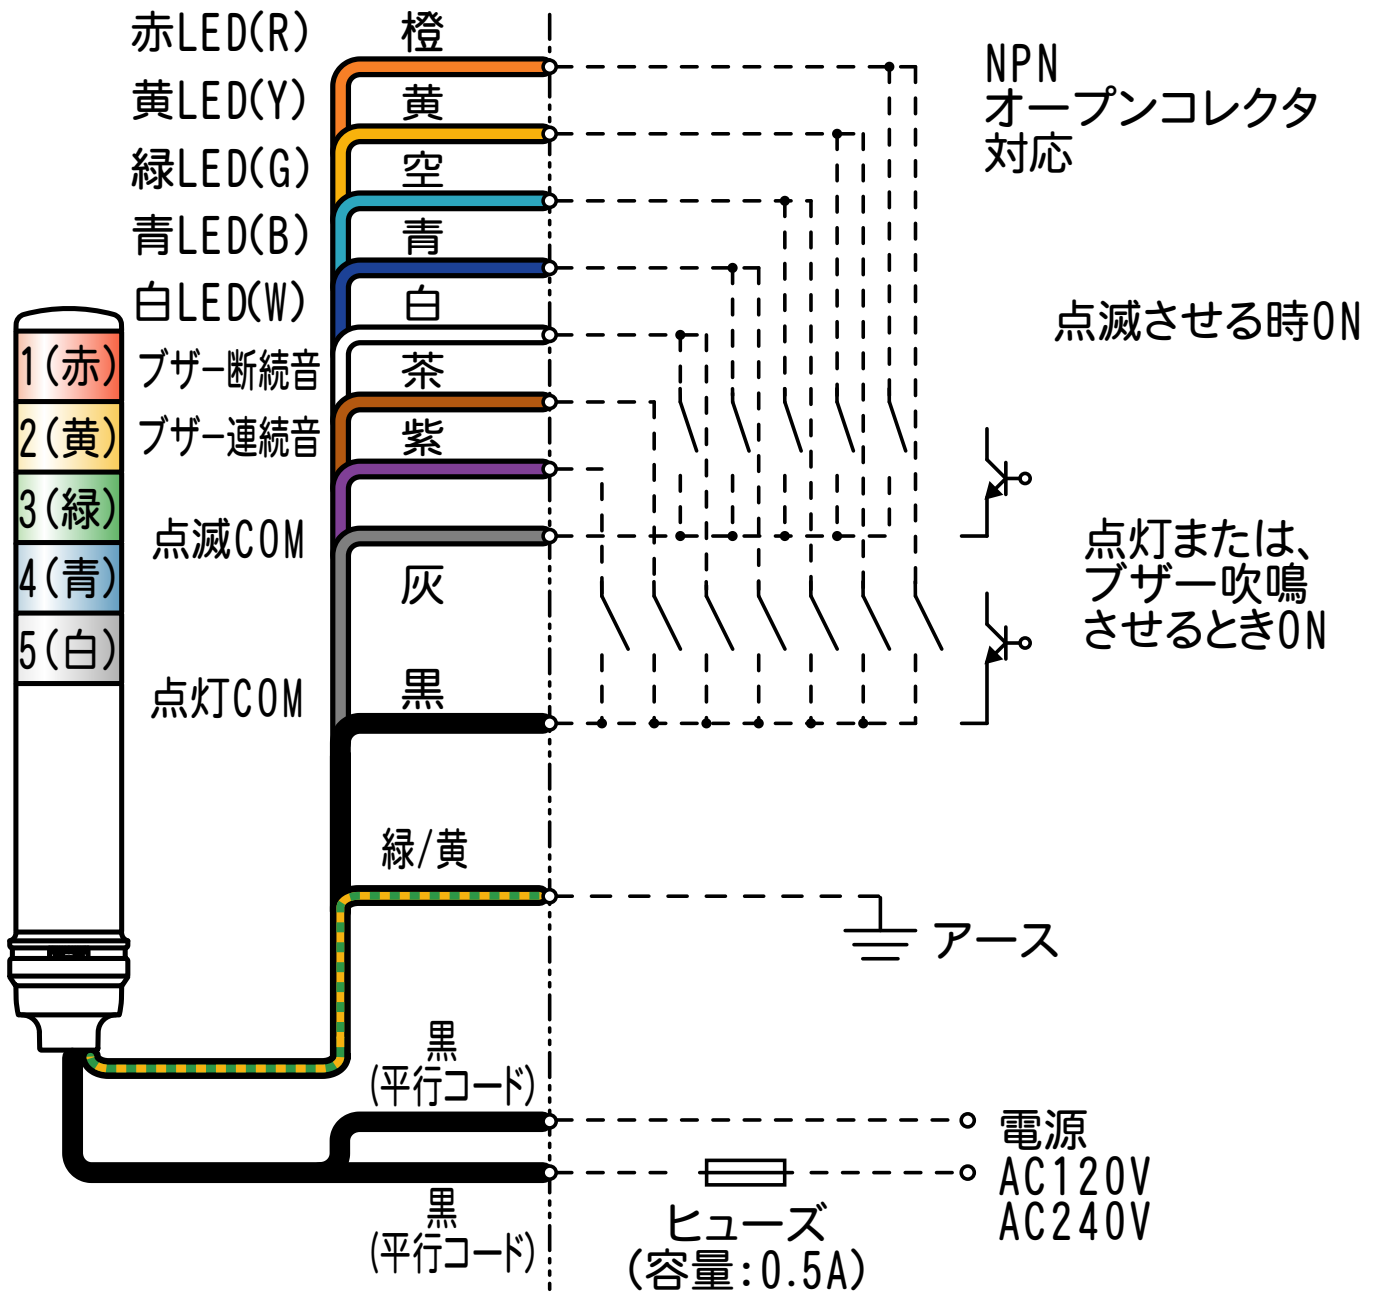 赤LED(R)
橙
黄LED(Y)
黄
緑LED(G)
空
青LED(B)
青
白LED(W)
白
ブザー断続音
茶
ブザー連続音
紫
点滅COM
灰
点灯COM
黒
緑/黄
黒
(平行コード)
黒
(平行コード)
1(赤)
2(黄)
3(緑)
4(青)
5(白)
NPN
オープンコレクタ
対応
点滅させる時ON
点灯または、
ブザー吹鳴
させるときON
アース
電源
AC120V
AC240V
ヒューズ
(容量:0.5A)